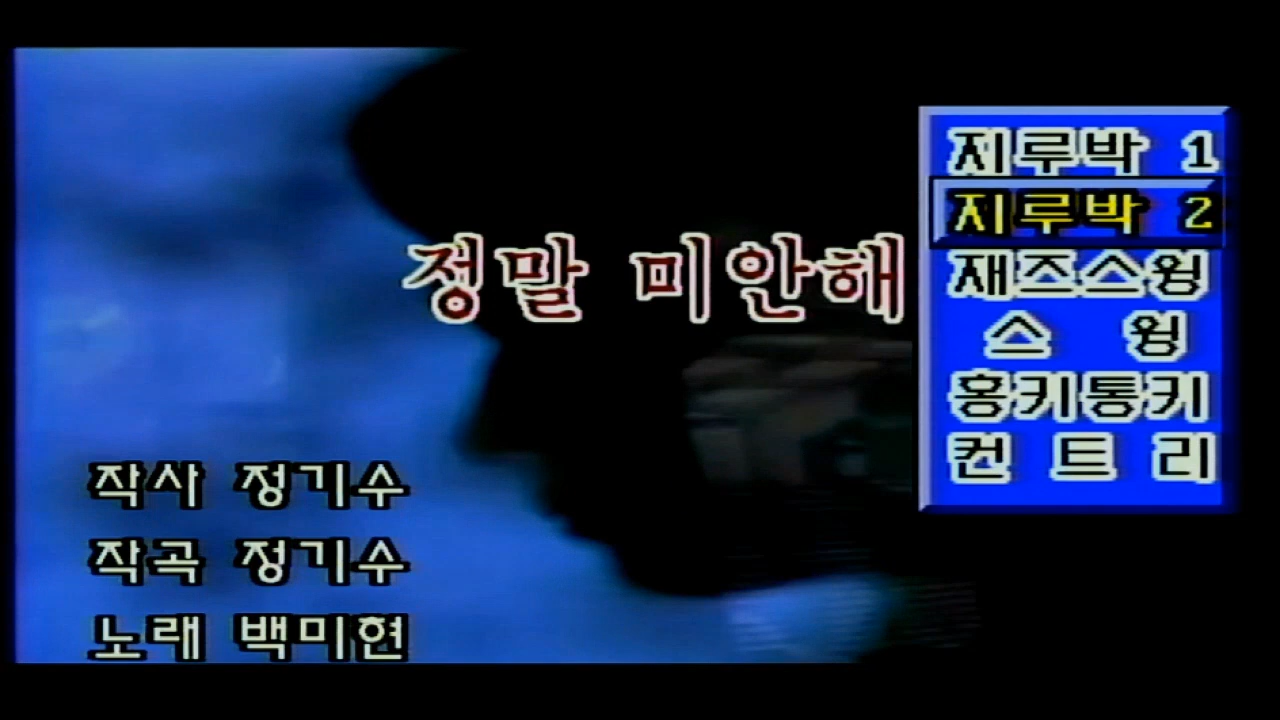 정말 미안해
작사 정기수
작곡 정기수
노래 백미현
지루박 1
지루박 2
재즈스윙
스 윙
홍키통키
컨 트 리